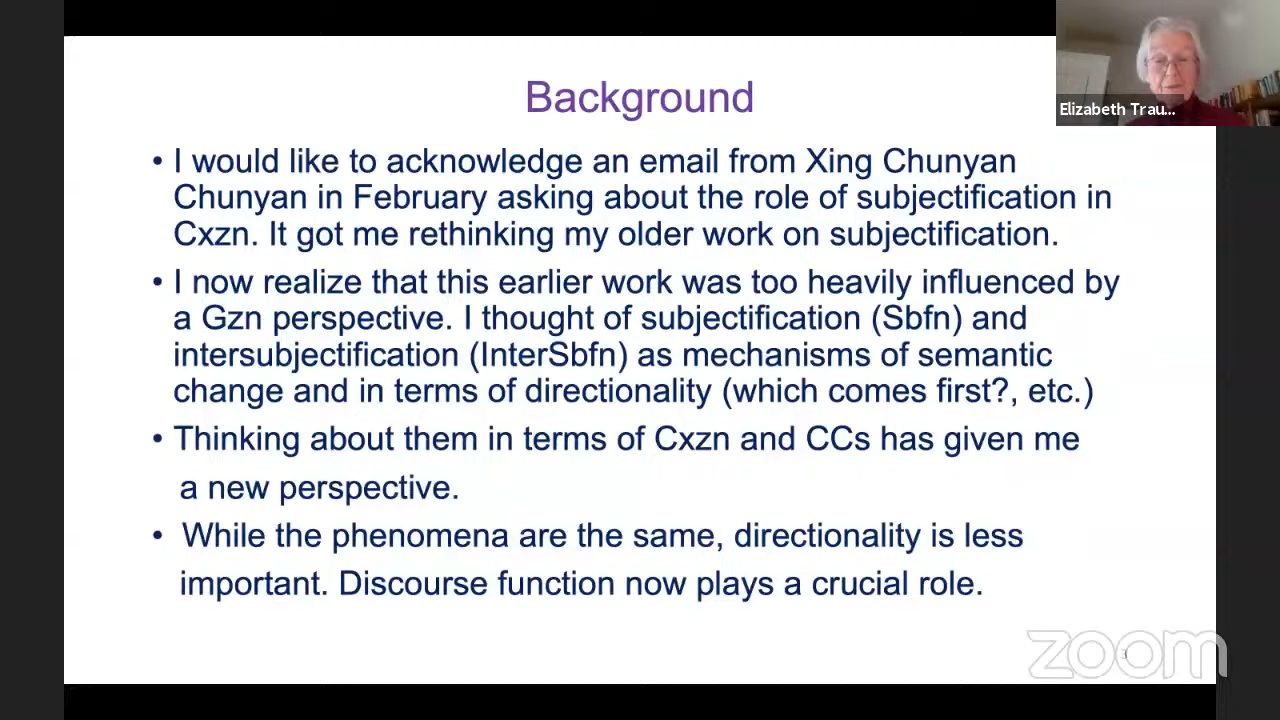 Background
Elizabeth Trau...
• I would like to acknowledge an email from Xing Chunyan
Chunyan in February asking about the role of subjectification in
Cxzn. It got me rethinking my older work on subjectification.
• I now realize that this earlier work was too heavily influenced by
a Gzn perspective. I thought of subjectification (Sbfn) and
intersubjectification (InterSbfn) as mechanisms of semantic
change and in terms of directionality (which comes first?, etc.)
• Thinking about them in terms of Cxzn and CCs has given me
a new perspective.
• While the phenomena are the same, directionality is less
important. Discourse function now plays a crucial role.
3
zoom